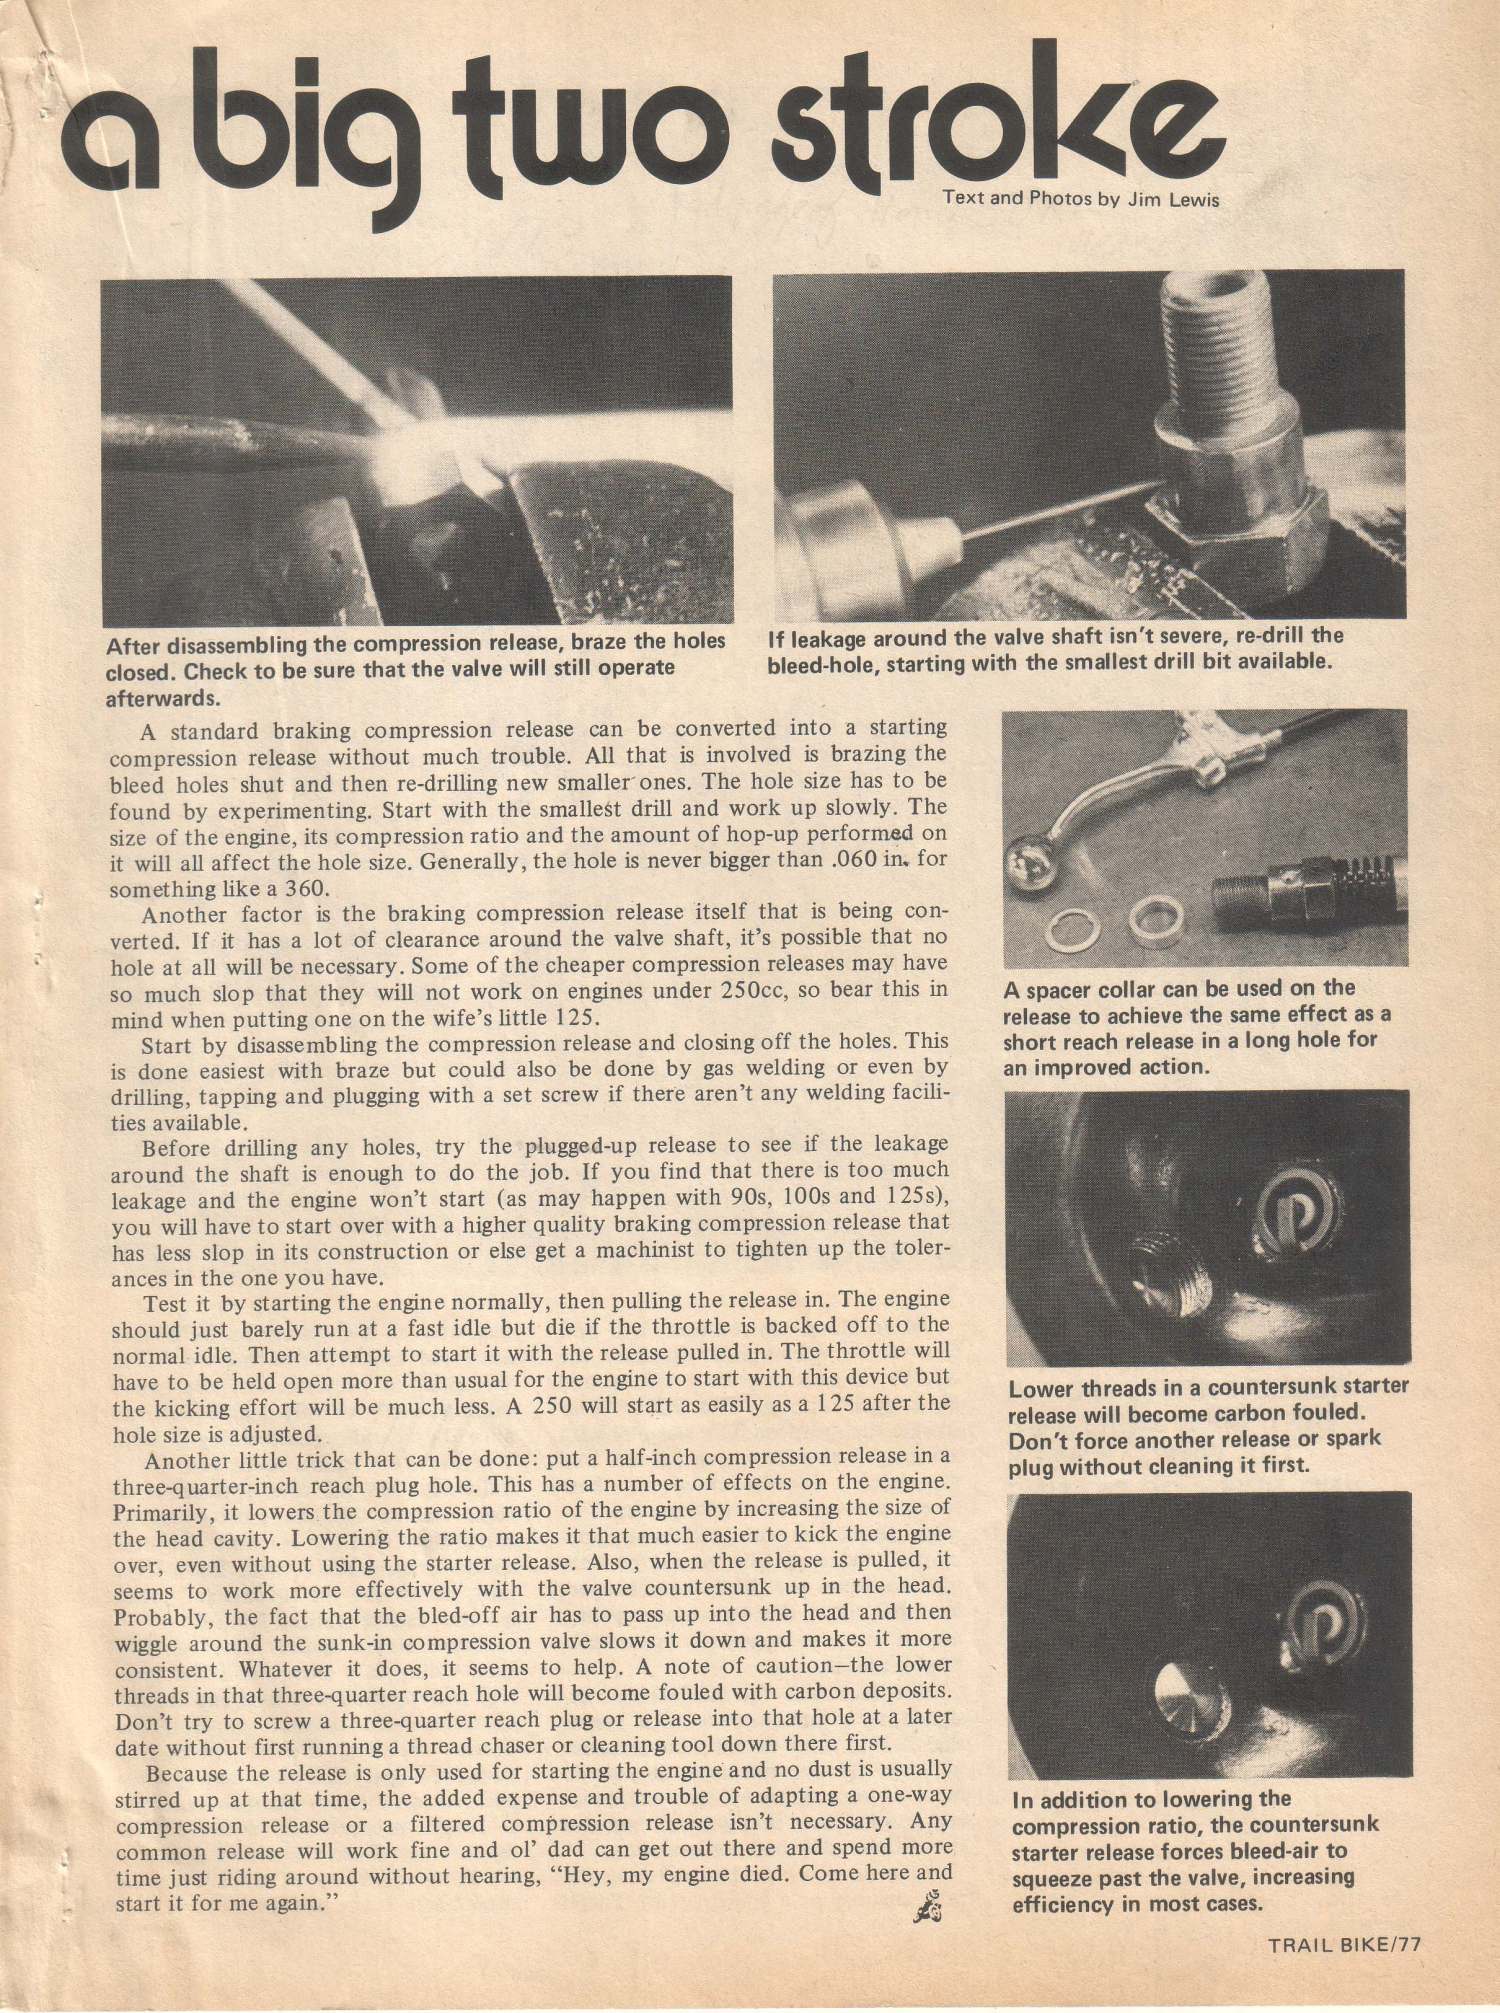 a big two stroke
Text and Photos by Jim Lewis
After disassembling the compression release, braze the holes
closed. Check to be sure that the valve will still operate
afterwards.
If leakage around the valve shaft isn't severe, re-drill the
bleed-hole, starting with the smallest drill bit available.
A standard braking compression release can be converted into a starting
compression release without much trouble. All that is involved is brazing the
bleed holes shut and then re-drilling new smaller ones. The hole size has to be
found by experimenting. Start with the smallest drill and work up slowly. The
size of the engine, its compression ratio and the amount of hop-up performed on
it will all affect the hole size. Generally, the hole is never bigger than .060 in. for
something like a 360.
Another factor is the braking compression release itself that is being con-
verted. If it has a lot of clearance around the valve shaft, it's possible that no
hole at all will be necessary. Some of the cheaper compression releases may have
so much slop that they will not work on engines under 250cc, so bear this in
mind when putting one on the wife's little 125.
Start by disassembling the compression release and closing off the holes. This
is done easiest with braze but could also be done by gas welding or even by
drilling, tapping and plugging with a set screw if there aren't any welding facili-
ties available.
Before drilling any holes, try the plugged-up release to see if the leakage
around the shaft is enough to do the job. If you find that there is too much
leakage and the engine won't start (as may happen with 90s, 100s and 125s),
you will have to start over with a higher quality braking compression release that
has less slop in its construction or else get a machinist to tighten up the toler-
ances in the one you have.
Test it by starting the engine normally, then pulling the release in. The engine
should just barely run at a fast idle but die if the throttle is backed off to the
normal idle. Then attempt to start it with the release pulled in. The throttle will
have to be held open more than usual for the engine to start with this device but
the kicking effort will be much less. A 250 will start as easily as a 125 after the
hole size is adjusted.
Another little trick that can be done: put a half-inch compression release in a
three-quarter-inch reach plug hole. This has a number of effects on the engine.
Primarily, it lowers the compression ratio of the engine by increasing the size of
the head cavity. Lowering the ratio makes it that much easier to kick the engine
over, even without using the starter release. Also, when the release is pulled, it
seems to work more effectively with the valve countersunk up in the head.
Probably, the fact that the bled-off air has to pass up into the head and then
wiggle around the sunk-in compression valve slows it down and makes it more
consistent. Whatever it does, it seems to help. A note of caution—the lower
threads in that three-quarter reach hole will become fouled with carbon deposits.
Don't try to screw a three-quarter reach plug or release into that hole at a later
date without first running a thread chaser or cleaning tool down there first.
Because the release is only used for starting the engine and no dust is usually
stirred up at that time, the added expense and trouble of adapting a one-way
compression release or a filtered compression release isn't necessary. Any
common release will work fine and ol' dad can get out there and spend more
time just riding around without hearing, "Hey, my engine died. Come here and
start it for me again."
A spacer collar can be used on the
release to achieve the same effect as a
short reach release in a long hole for
an improved action.
Lower threads in a countersunk starter
release will become carbon fouled.
Don't force another release or spark
plug without cleaning it first.
In addition to lowering the
compression ratio, the countersunk
starter release forces bleed-air to
squeeze past the valve, increasing
efficiency in most cases.
TRAIL BIKE/77